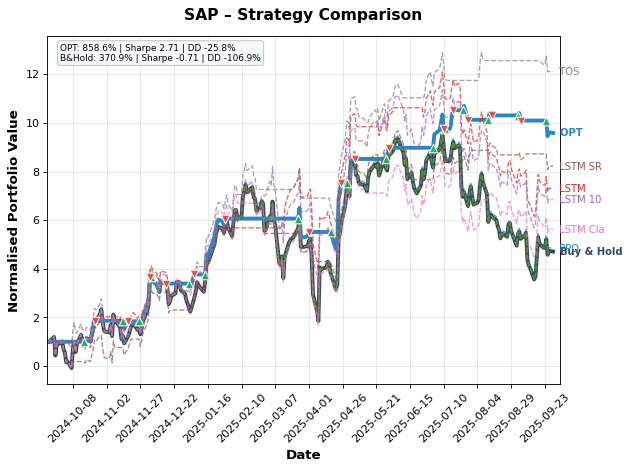 SAP – Strategy Comparison
OPT: 858.6% | Sharpe 2.71 | DD -25.8%
B&Hold: 370.9% | Sharpe -0.71 | DD -106.9%
Normalised Portfolio Value
12
10
8
6
4
2
0
TOS
OPT
LSTM SR
LSTM
LSTM 10
LSTM Cla
PPO
Buy & Hold
2024-10-08
2024-11-02
2024-11-27
2024-12-22
2025-01-16
2025-02-10
2025-03-07
2025-04-01
2025-04-26
2025-05-21
2025-06-15
2025-07-10
2025-08-04
2025-08-29
2025-09-23
Date